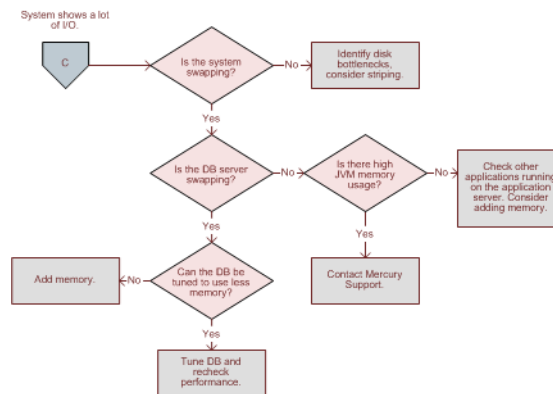 System shows a lot
of I/O.
C
Is the system
swapping?
No
Identify disk
bottlenecks,
consider striping.
Yes
Is the DB server
swapping?
No
Is there high
JVM memory
usage?
No
Check other
applications running
on the application
server. Consider
adding memory.
Yes
Yes
Contact Mercury
Support.
Can the DB be
tuned to use less
memory?
No
Add memory.
Yes
Tune DB and
recheck
performance.